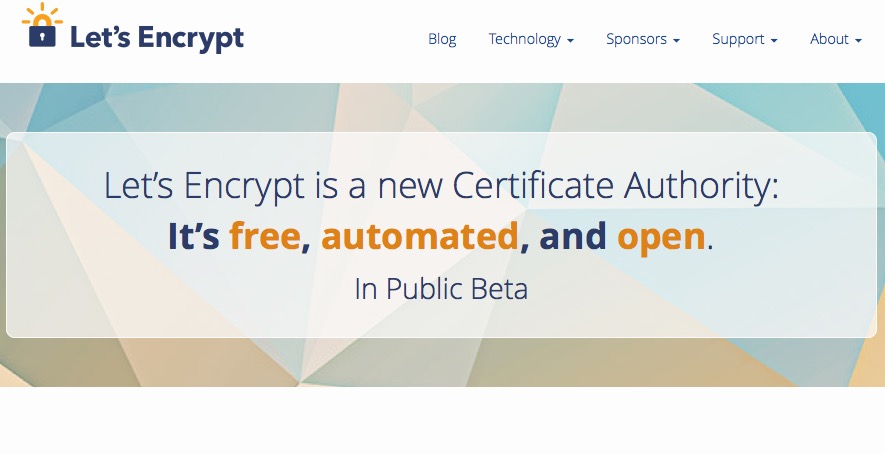 Let's Encrypt
Blog Technology Sponsors Support About
Let's Encrypt is a new Certificate Authority:
It's free, automated, and open.
In Public Beta